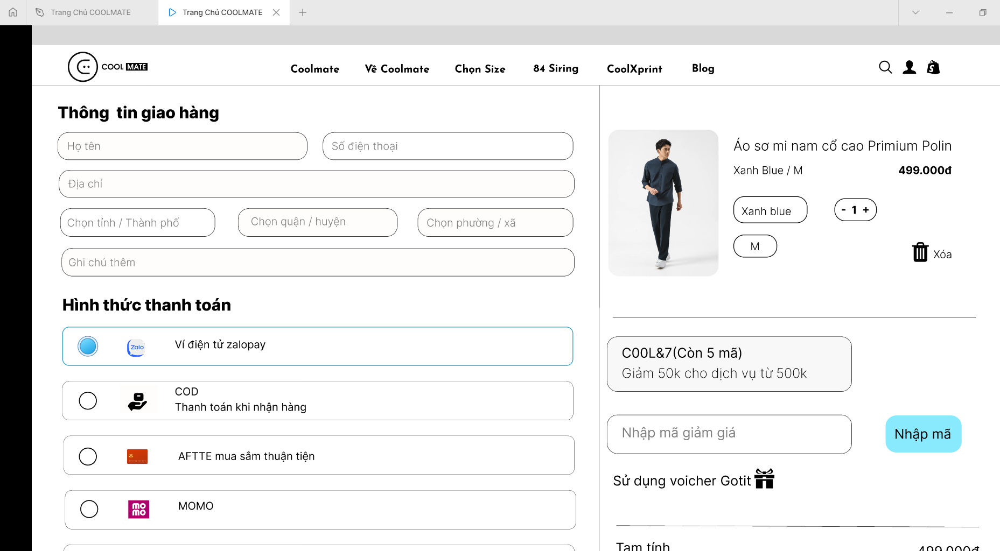 Trang Chủ COOLMATE
Trang Chủ COOLMATE
COOL MATE
Coolmate
Vê Coolmate
Chọn Size
84 Siring
CoolXprint
Blog
Thông tin giao hàng
Họ tên
Số điện thoại
Địa chỉ
Chọn tỉnh / Thành phố
Chọn quận / huyện
Chọn phường / xã
Ghi chú thêm
Hình thức thanh toán
Zalo
Ví điện tử zalopay
COD
Thanh toán khi nhận hàng
AFTTE mua sắm thuận tiện
mo
mo
MOMO
Áo sơ mi nam cổ cao Primium Polin
Xanh Blue / M
499.000đ
Xanh blue
- 1 +
M
Xóa
C00L&7(Còn 5 mã)
Giảm 50k cho dịch vụ từ 500k
Nhập mã giảm giá
Nhập mã
Sử dụng voicher Gotit
Tạm tính
499.000đ